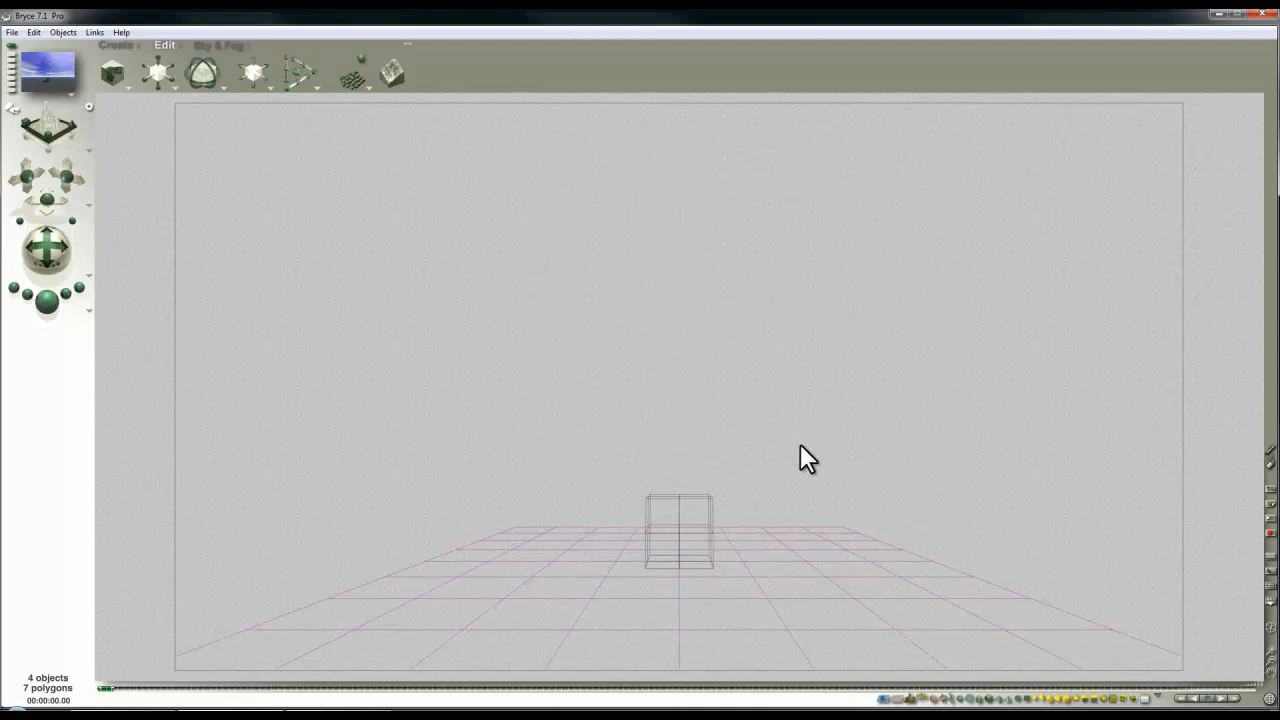 Bryce 7.1 Pro
File Edit Objects Links Help
Create Edit Sky & Fog
4 objects
7 polygons
00:00:00.00